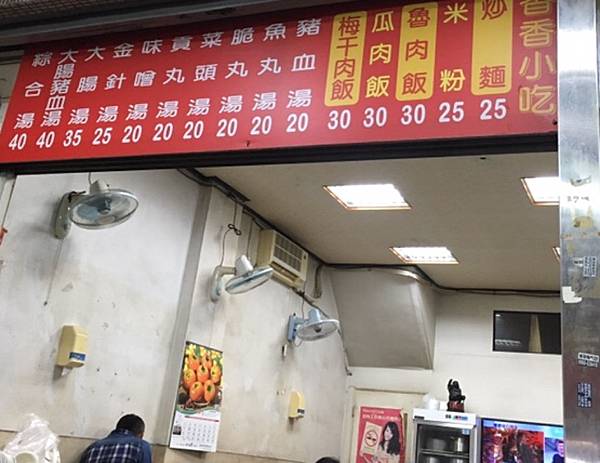 香香小吃
炒麵 25
米粉 25
魯肉飯 30
瓜肉飯 30
梅干肉飯 30
豬血湯 20
魚丸湯 20
脆丸湯 20
菜頭湯 20
貢丸湯 20
味噲湯 20
金針湯 25
大腸湯 35
大腸豬血湯 40
綜合湯 40